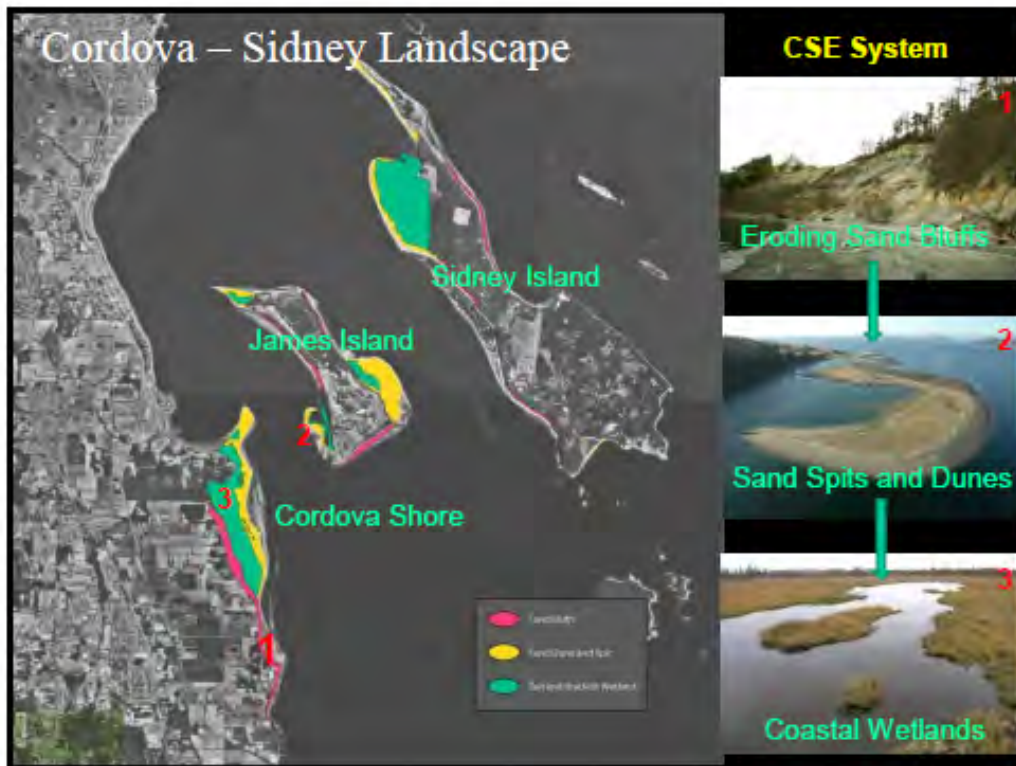 Cordova – Sidney Landscape
CSE System
1
Eroding Sand Bluffs
Sidney Island
James Island
2
2
Sand Spits and Dunes
3
Cordova Shore
3
1
Coastal Wetlands